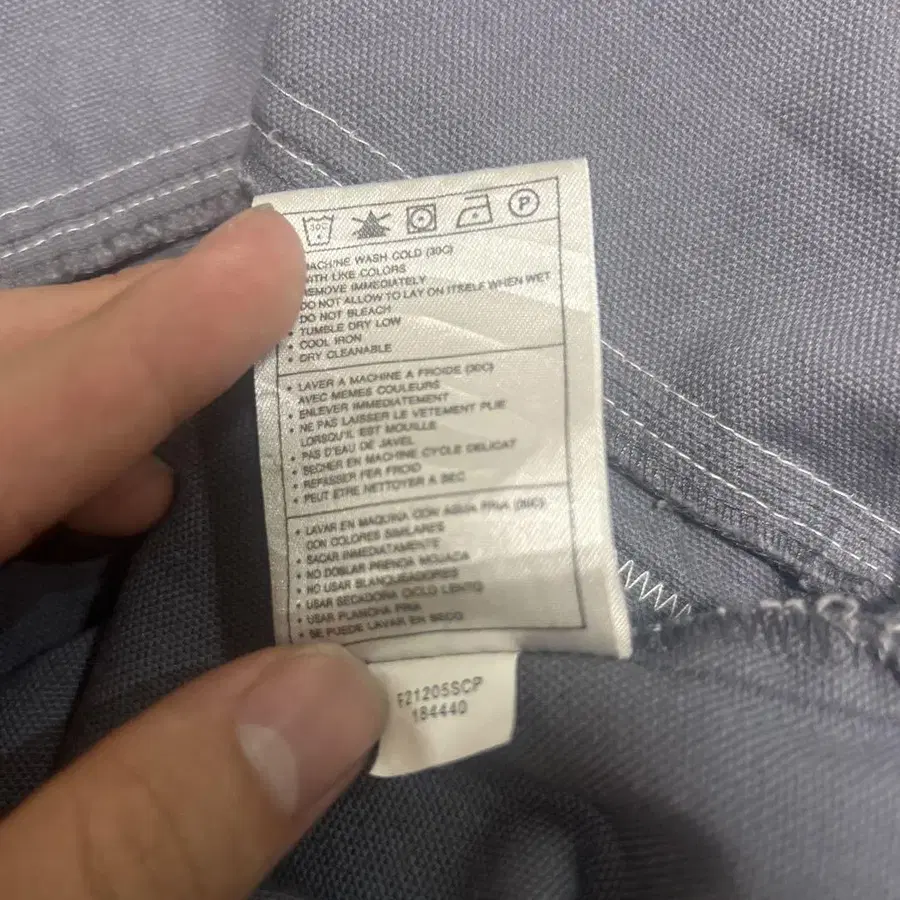 30C
P
MACHINE WASH COLD (30C)
WITH LIKE COLORS
REMOVE IMMEDIATELY
DO NOT ALLOW TO LAY ON ITSELF WHEN WET
DO NOT BLEACH
• TUMBLE DRY LOW
• COOL IRON
• DRY CLEANABLE
• LAVER A MACHINE A FROIDE (30C)
AVEC MEMES COULEURS
• ENLEVER IMMEDIATEMENT
• NE PAS LAISSER LE VETEMENT PLIE
LORSQU'IL EST MOUILLE
• PAS D'EAU DE JAVEL
• SECHER EN MACHINE CYCLE DELICAT
• REPASSER FER FROID
• PEUT ETRE NETTOYER A SEC
• LAVAR EN MAQUINA CON AGUA FRIA (30C)
CON COLORES SIMILARES
• SACAR INMEDIATAMENTE
• NO DOBLAR PRENDA MOJADA
• NO USAR BLANQUEADORES
• USAR SECADORA CICLO LENTO
• USAR PLANCHA FRIA
• SE PUEDE LAVAR EN SECO
F21205SCP
184440